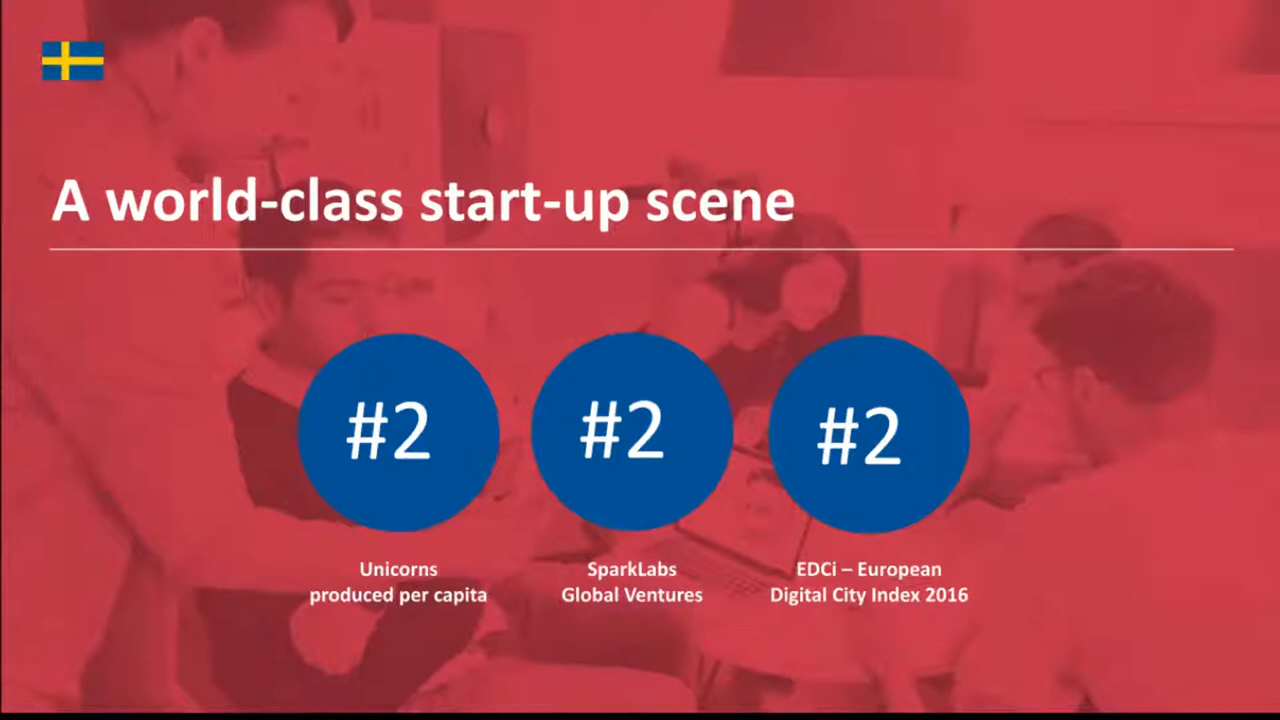 A world-class start-up scene
#2
#2
#2
Unicorns
produced per capita
SparkLabs
Global Ventures
EDCi – European
Digital City Index 2016